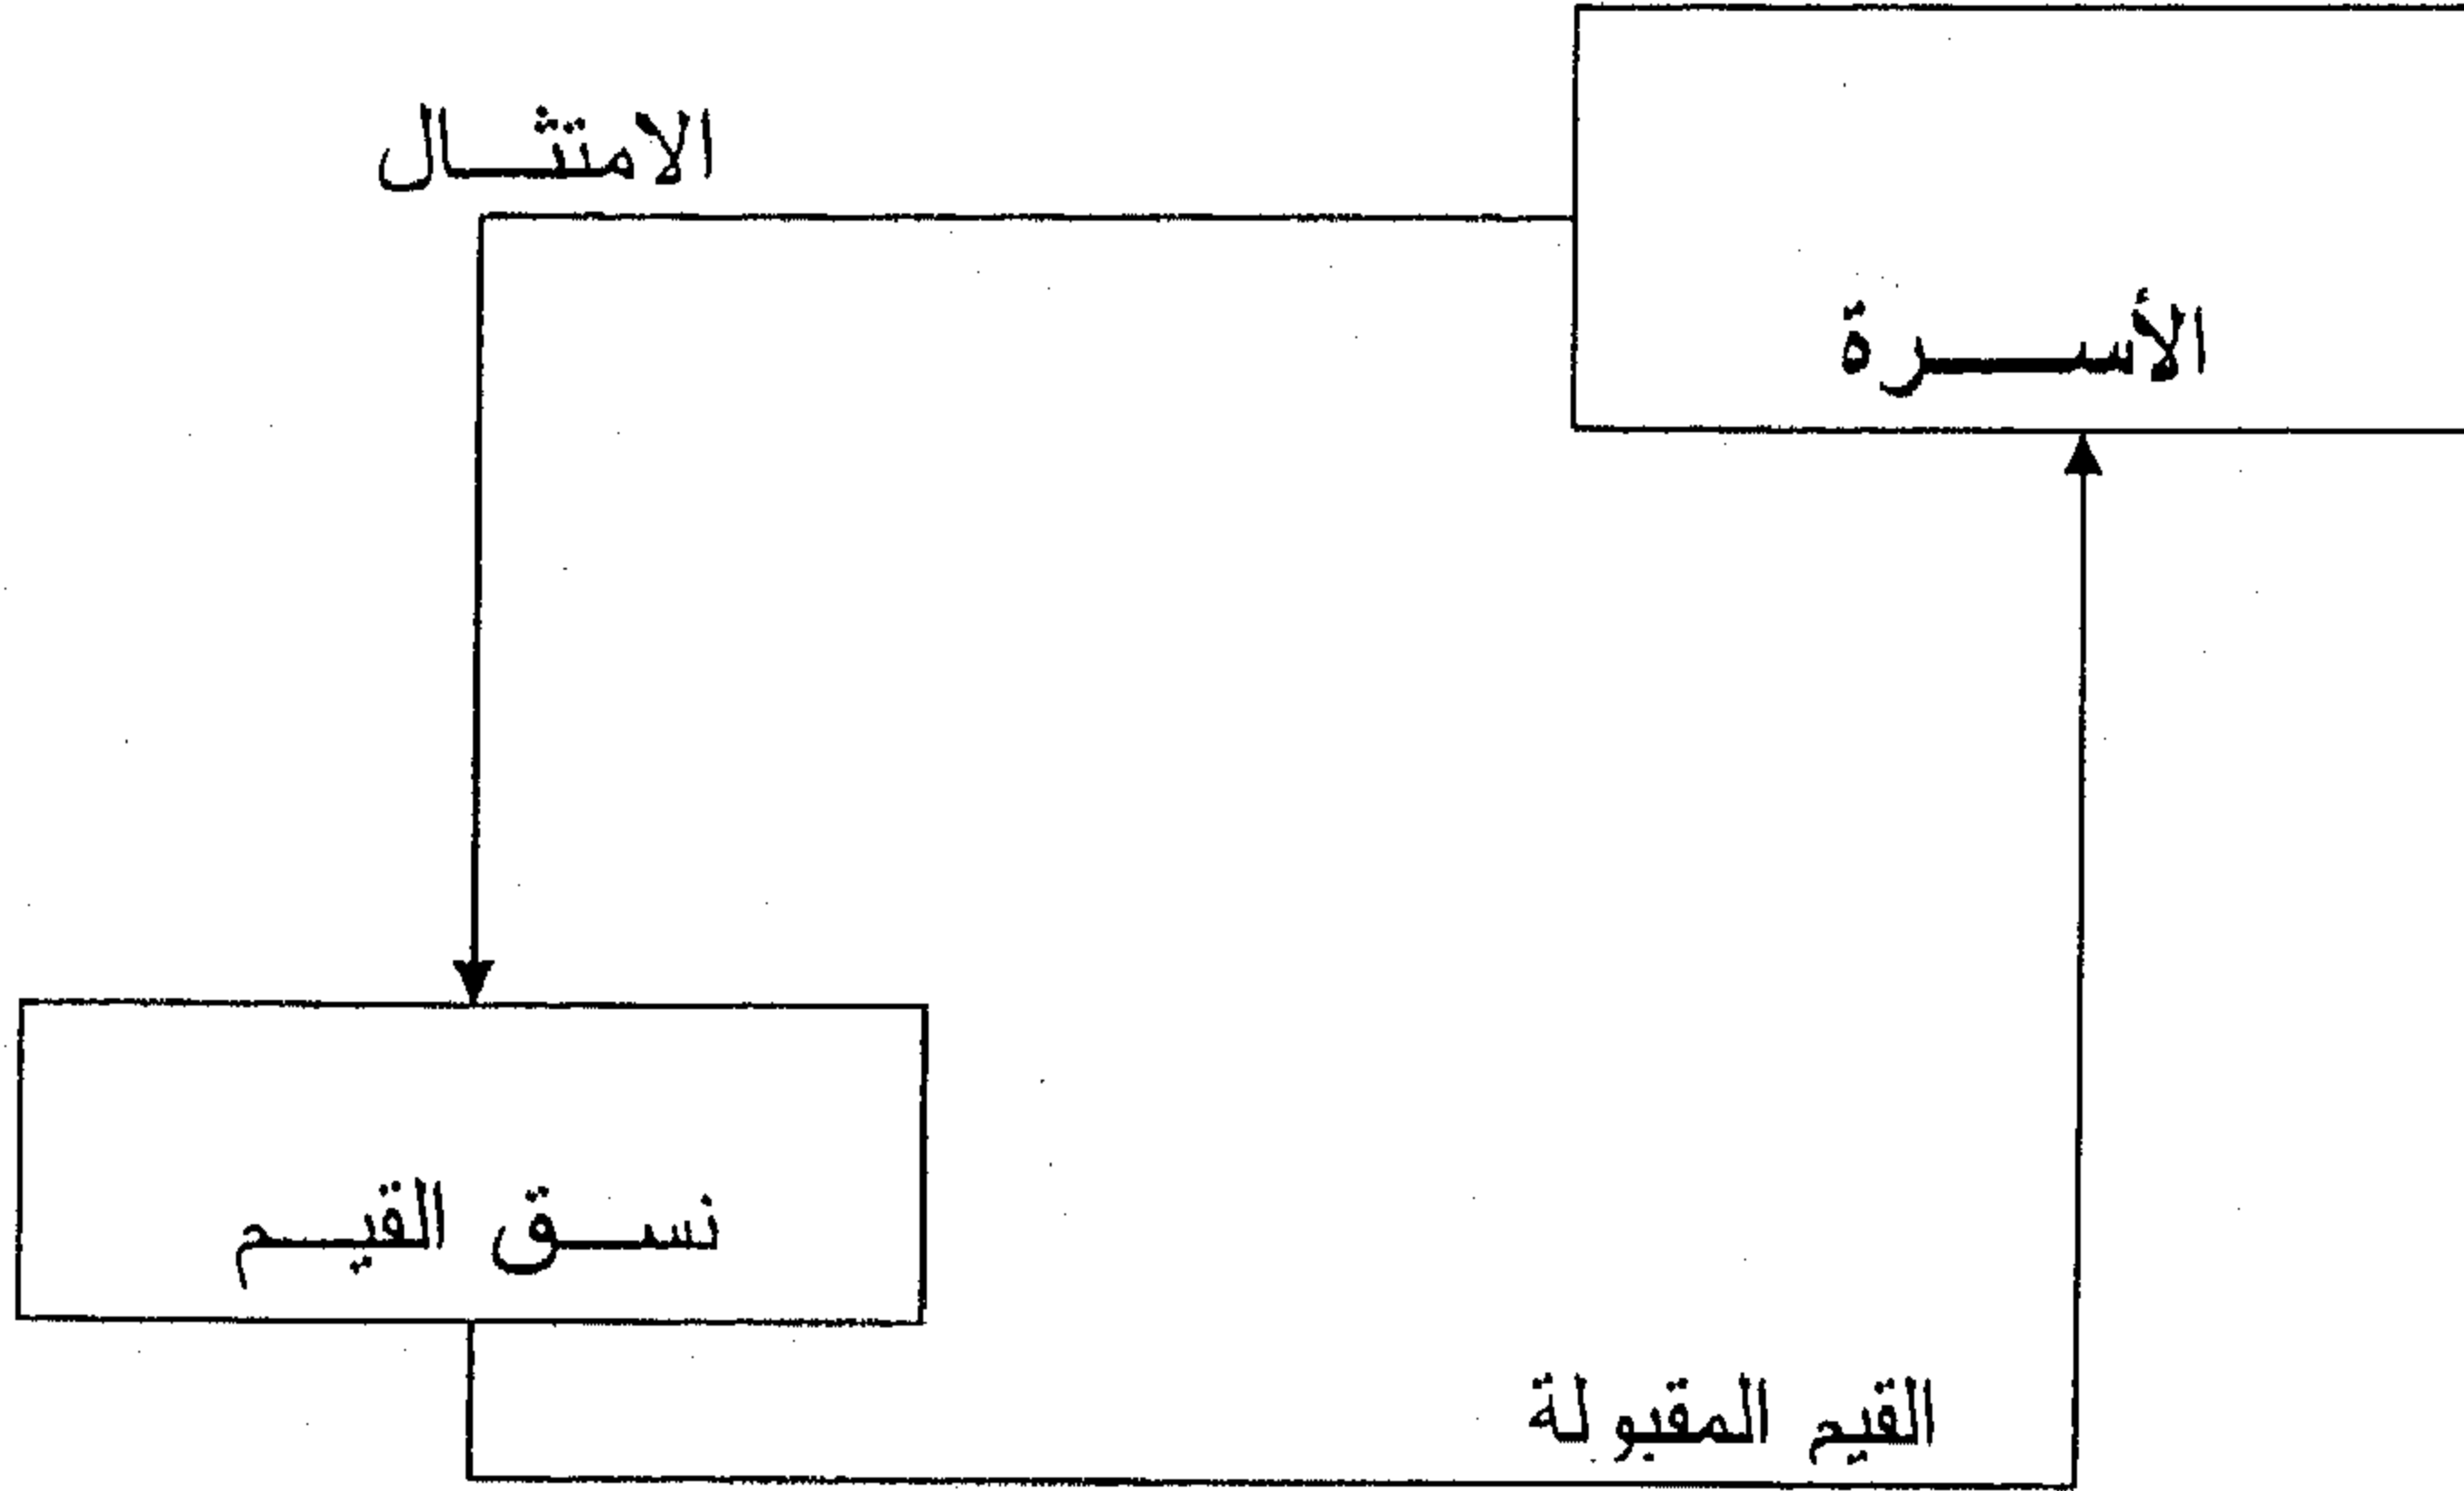 الامتثال
الأسرة
نسق القيم
القيم المقبولة